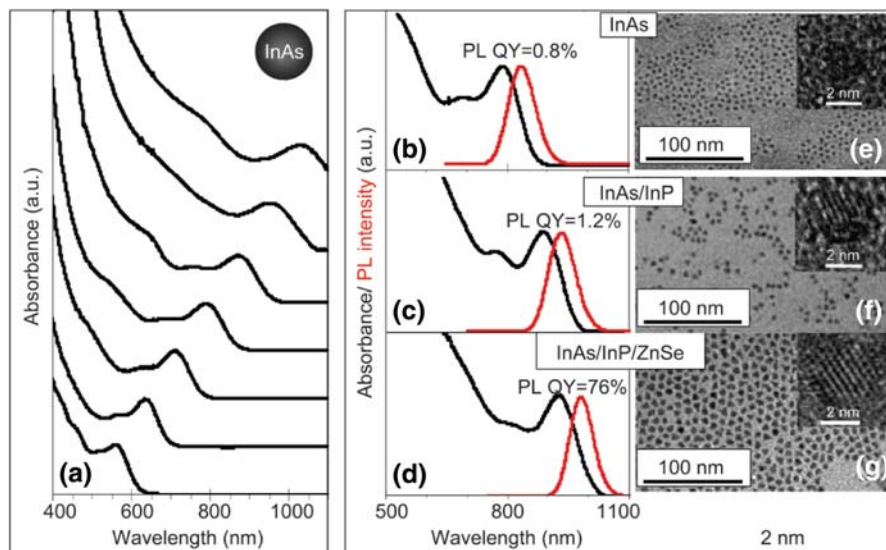 InAs
Absorbance (a.u.)
(a)
400 600 800 1000
Wavelength (nm)
Absorbance/ PL intensity (a.u.)
PL QY=0.8%
(b)
InAs
2 nm
100 nm
(e)
InAs/InP
PL QY=1.2%
(c)
2 nm
100 nm
(f)
InAs/InP/ZnSe
PL QY=76%
(d)
2 nm
100 nm
(g)
500 800 1100
Wavelength (nm)
2 nm